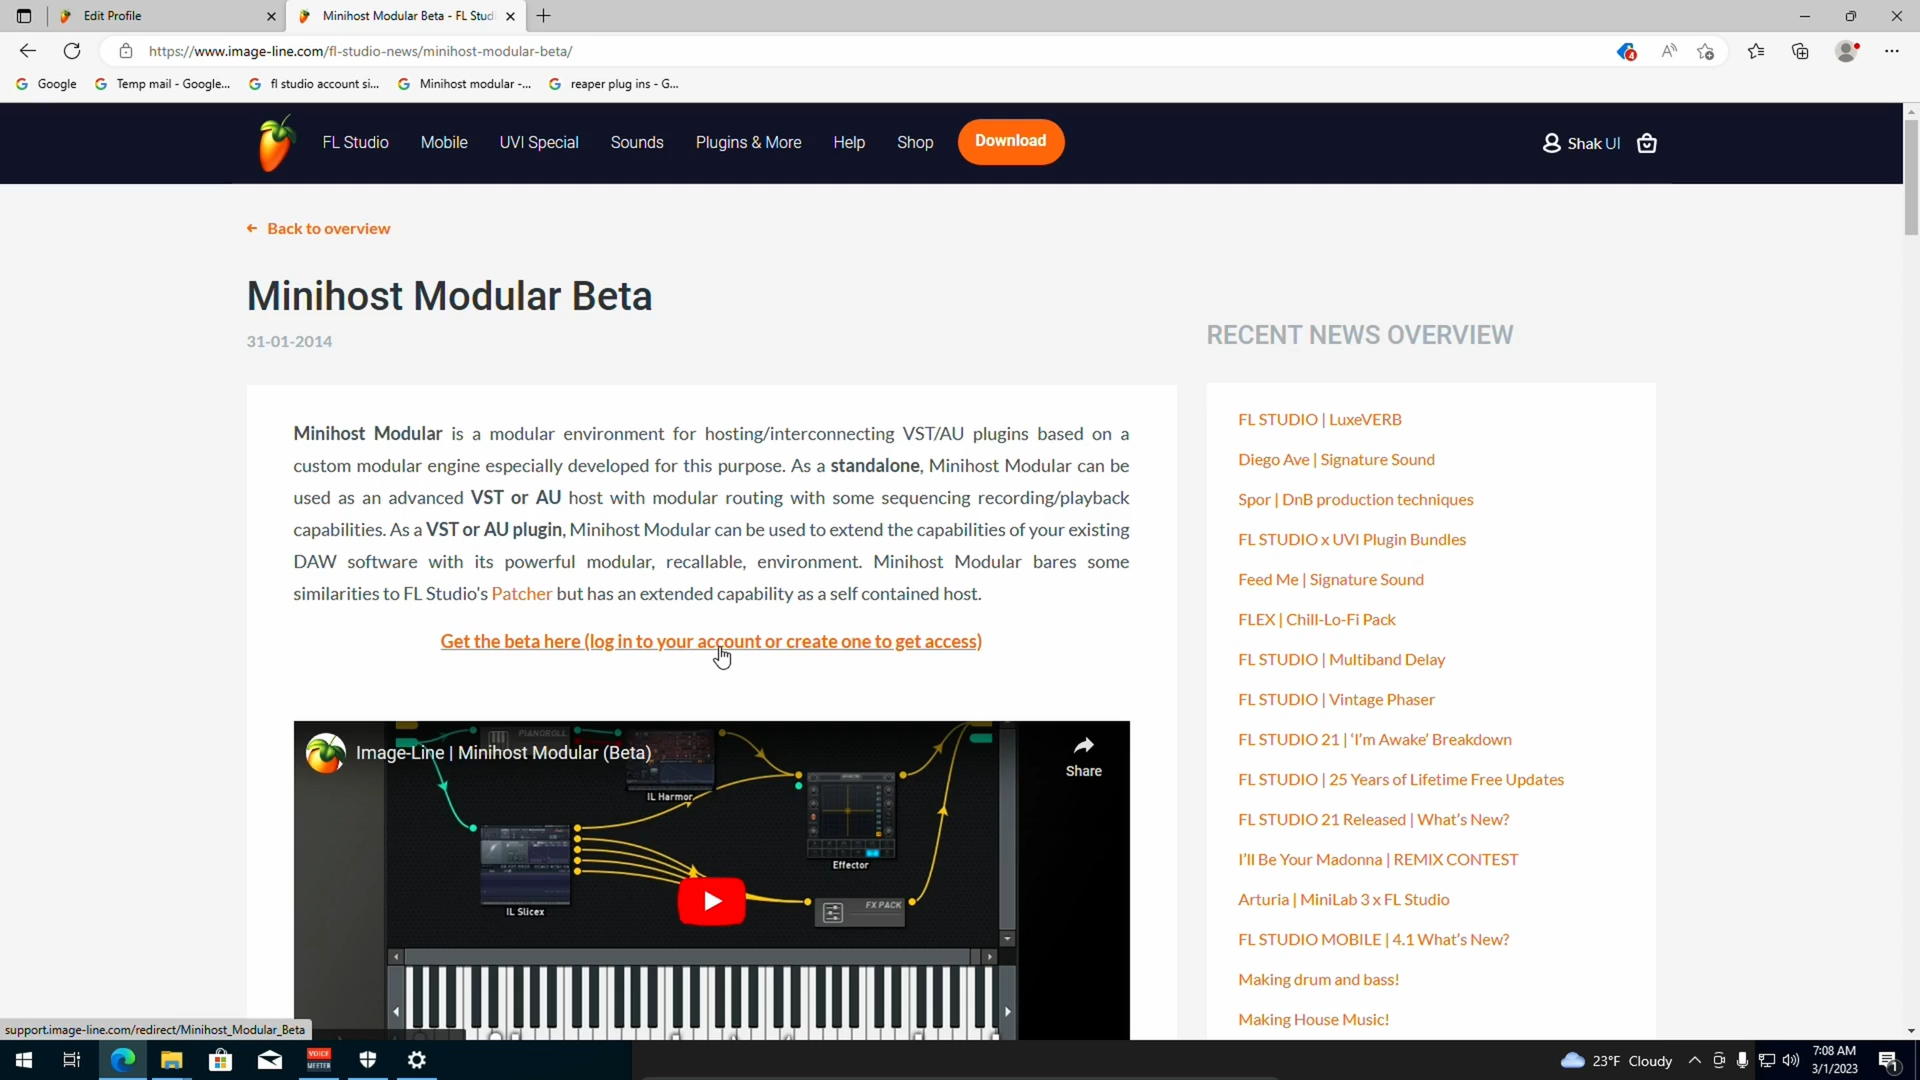 Edit Profile
Minihost Modular Beta - FL Stud
https://www.image-line.com/fl-studio-news/minihost-modular-beta/
4
Google
Temp mail - Google...
fl studio account si...
Minihost modular -...
reaper plug ins - G...
FL Studio
Mobile
UVI Special
Sounds
Plugins & More
Help
Shop
Download
Shak Ul
Back to overview
Minihost Modular Beta
31-01-2014
Minihost Modular is a modular environment for hosting/interconnecting VST/AU plugins based on a
custom modular engine especially developed for this purpose. As a standalone, Minihost Modular can be
used as an advanced VST or AU host with modular routing with some sequencing recording/playback
capabilities. As a VST or AU plugin, Minihost Modular can be used to extend the capabilities of your existing
DAW software with its powerful modular, recallable, environment. Minihost Modular bares some
similarities to FL Studio's Patcher but has an extended capability as a self contained host.
Get the beta here (log in to your account or create one to get access)
PIANOROLL
Image-Line | Minihost Modular (Beta)
Share
IL Harmor
Effector
IL Slicex
FX PACK
RECENT NEWS OVERVIEW
FL STUDIO | LuxeVERB
Diego Ave | Signature Sound
Spor | DnB production techniques
FL STUDIO x UVI Plugin Bundles
Feed Me | Signature Sound
FLEX | Chill-Lo-Fi Pack
FL STUDIO | Multiband Delay
FL STUDIO | Vintage Phaser
FL STUDIO 21 | ‘I’m Awake’ Breakdown
FL STUDIO | 25 Years of Lifetime Free Updates
FL STUDIO 21 Released | What’s New?
I’ll Be Your Madonna | REMIX CONTEST
Arturia | MiniLab 3 x FL Studio
FL STUDIO MOBILE | 4.1 What’s New?
Making drum and bass!
Making House Music!
support.image-line.com/redirect/Minihost_Modular_Beta
VOICE
MEETER
23°F Cloudy
7:08 AM
3/1/2023
1